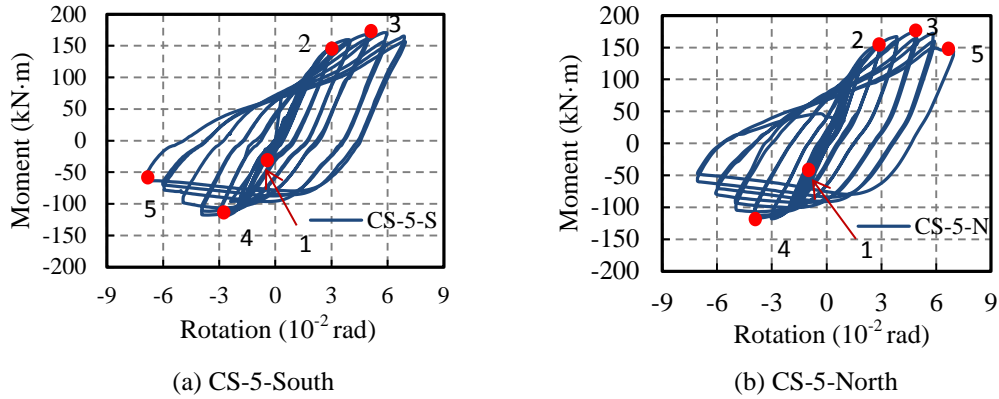 Moment (kN·m)
200
150
100
50
0
-50
-100
-150
-200
2
3
5
4
1
CS-5-S
-9 -6 -3 0 3 6 9
Rotation (10⁻² rad)
(a) CS-5-South
Moment (kN·m)
200
150
100
50
0
-50
-100
-150
-200
2
3
5
4
1
CS-5-N
-9 -6 -3 0 3 6 9
Rotation (10⁻² rad)
(b) CS-5-North